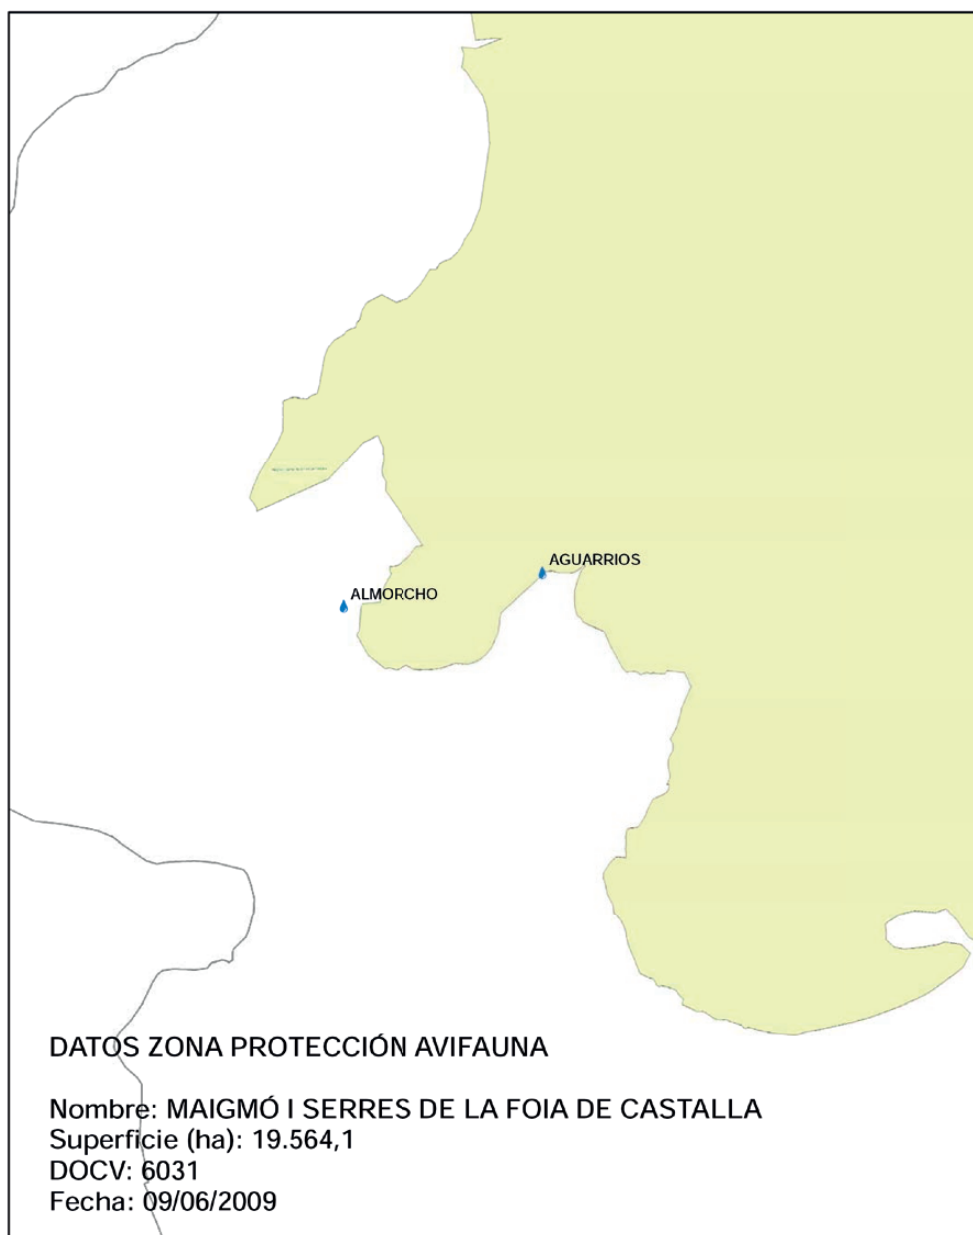 AGUARRIOS
ALMORCHO
DATOS ZONA PROTECCIÓN AVIFAUNA
Nombre: MAIGMÓ I SERRES DE LA FOIA DE CASTALLA
Superficie (ha): 19.564,1
DOCV: 6031
Fecha: 09/06/2009